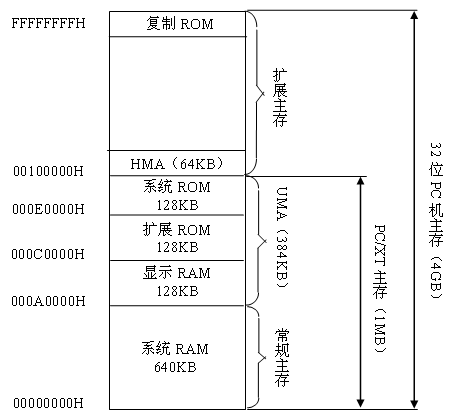 FFFFFFFFH
复制 ROM
扩展主存
HMA（64KB）
00100000H
系统 ROM
128KB
000E0000H
扩展 ROM
128KB
000C0000H
显示 RAM
128KB
000A0000H
UMA（384KB）
系统 RAM
640KB
常规主存
00000000H
PC/XT 主存（1MB）
32 位 PC 机主存（4GB）